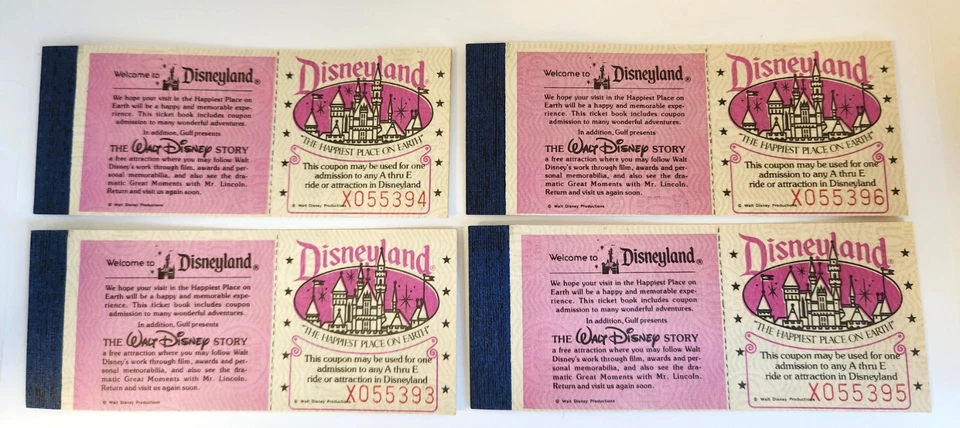 Welcome to Disneyland®
We hope your visit in the Happiest Place on
Earth will be a happy and memorable expe-
rience. This ticket book includes coupon
admission to many wonderful adventures.
In addition, Gulf presents
THE WALT DISNEY STORY
a free attraction where you may follow Walt
Disney's work through film, awards and per-
sonal memorabilia, and also see the dra-
matic Great Moments with Mr. Lincoln.
Return and visit us again soon.
© Walt Disney Productions
Disneyland®
"THE HAPPIEST PLACE ON EARTH"
This coupon may be used for one
admission to any A thru E
ride or attraction in Disneyland
© Walt Disney Productions
X055394
Welcome to Disneyland®
We hope your visit in the Happiest Place on
Earth will be a happy and memorable expe-
rience. This ticket book includes coupon
admission to many wonderful adventures.
In addition, Gulf presents
THE WALT DISNEY STORY
a free attraction where you may follow Walt
Disney's work through film, awards and per-
sonal memorabilia, and also see the dra-
matic Great Moments with Mr. Lincoln.
Return and visit us again soon.
© Walt Disney Productions
Disneyland®
"THE HAPPIEST PLACE ON EARTH"
This coupon may be used for one
admission to any A thru E
ride or attraction in Disneyland
© Walt Disney Productions
X055396
Welcome to Disneyland®
We hope your visit in the Happiest Place on
Earth will be a happy and memorable expe-
rience. This ticket book includes coupon
admission to many wonderful adventures.
In addition, Gulf presents
THE WALT DISNEY STORY
a free attraction where you may follow Walt
Disney's work through film, awards and per-
sonal memorabilia, and also see the dra-
matic Great Moments with Mr. Lincoln.
Return and visit us again soon.
© Walt Disney Productions
Disneyland®
"THE HAPPIEST PLACE ON EARTH"
This coupon may be used for one
admission to any A thru E
ride or attraction in Disneyland
© Walt Disney Productions
X055393
Welcome to Disneyland®
We hope your visit in the Happiest Place on
Earth will be a happy and memorable expe-
rience. This ticket book includes coupon
admission to many wonderful adventures.
In addition, Gulf presents
THE WALT DISNEY STORY
a free attraction where you may follow Walt
Disney's work through film, awards and per-
sonal memorabilia, and also see the dra-
matic Great Moments with Mr. Lincoln.
Return and visit us again soon.
© Walt Disney Productions
Disneyland®
"THE HAPPIEST PLACE ON EARTH"
This coupon may be used for one
admission to any A thru E
ride or attraction in Disneyland
© Walt Disney Productions
X055395